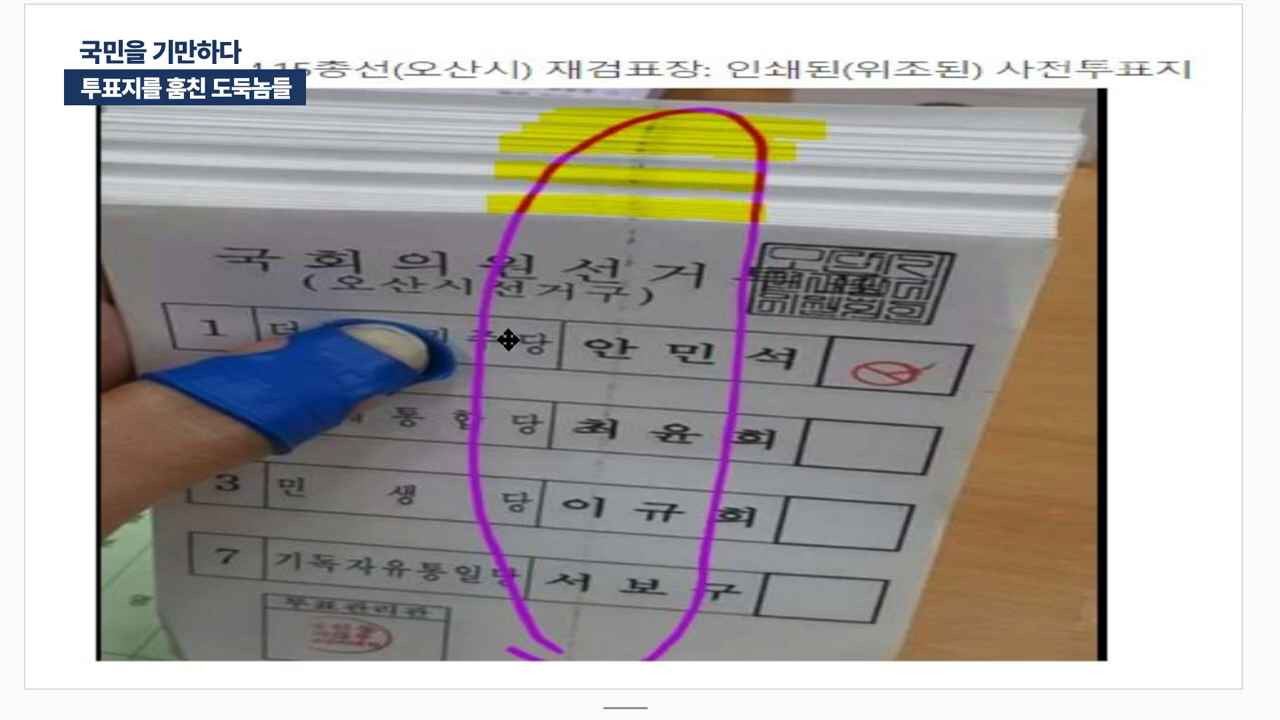 국민을 기만하다
투표지를 훔친 도둑놈들
15총선(오산시) 재검표장: 인쇄된(위조된) 사전투표지
국회의원선거
(오산시선거구)
1 더 주당 안민석
통합당 최윤희
3 민생당 이규희
7 기독자유통일당 서보구
투표관리관